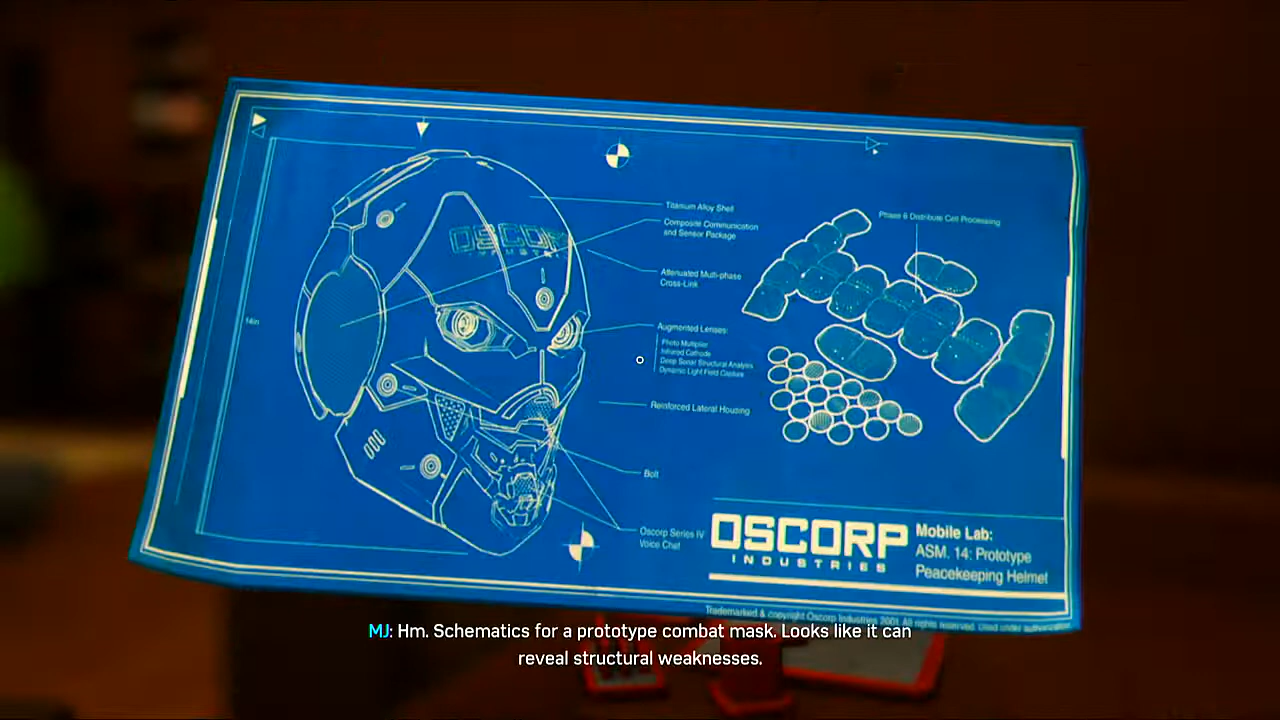 OSCORP
INDUSTRIES
Titanium Alloy Shell
Composite Communication
and Sensor Package
Attenuated Multi-phase
Cross-Link
Augmented Lenses:
Photo Multiplier
Infrared Cathode
Deep Sonar Structural Analysis
Dynamic Light Field Capture
Reinforced Lateral Housing
Bolt
Oscorp Series IV
Voice Chef
14in
Phase 6 Distribute Cell Processing
OSCORP
INDUSTRIES
Mobile Lab:
ASM. 14: Prototype
Peacekeeping Helmet
Trademarked & copyright Oscorp Industries 2001. All rights reserved. Used under authorization.
MJ: Hm. Schematics for a prototype combat mask. Looks like it can
reveal structural weaknesses.